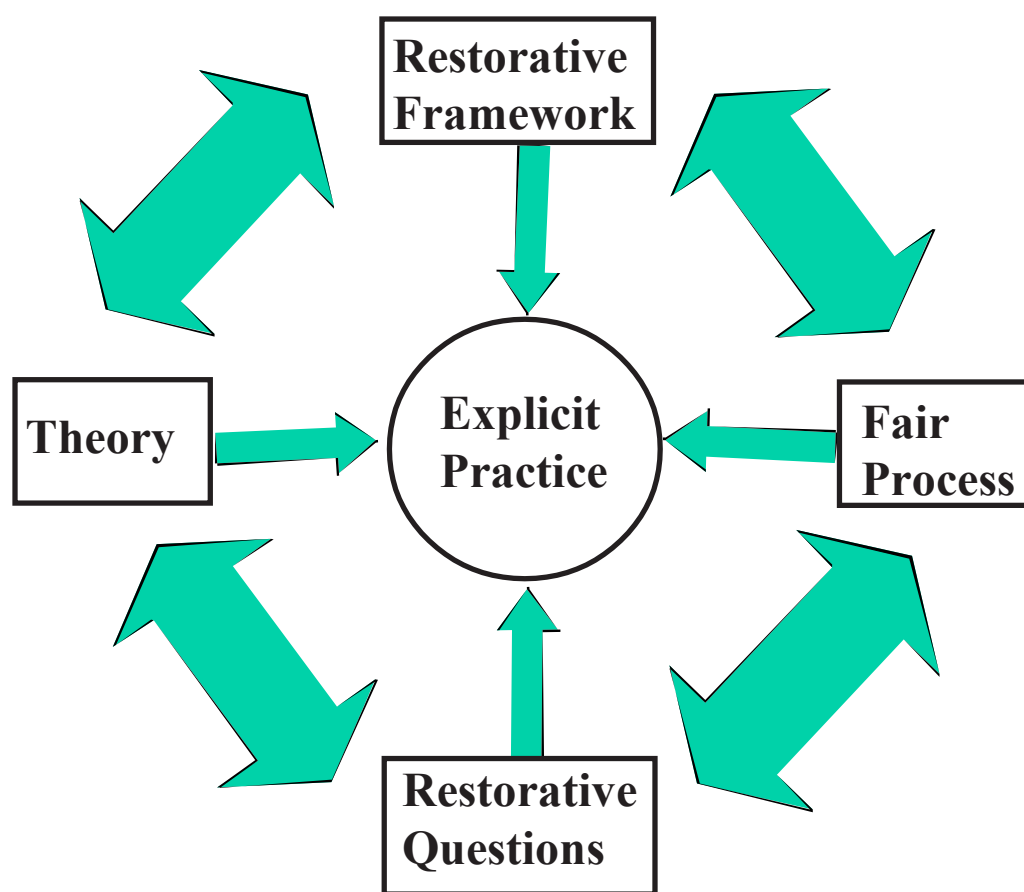 Restorative
Framework
Theory
Explicit
Practice
Fair
Process
Restorative
Questions